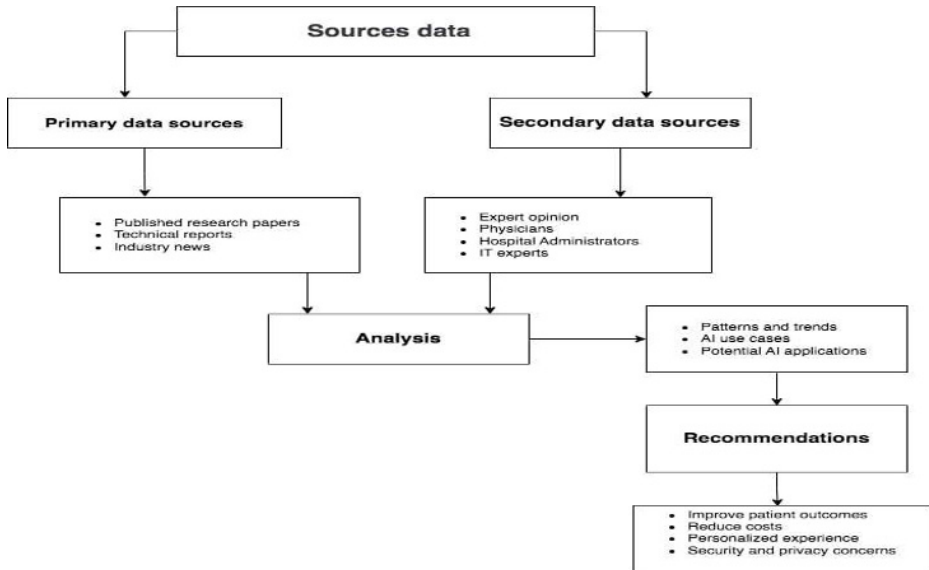 Sources data
Primary data sources
Secondary data sources
• Published research papers
• Technical reports
• Industry news
• Expert opinion
• Physicians
• Hospital Administrators
• IT experts
Analysis
• Patterns and trends
• AI use cases
• Potential AI applications
Recommendations
• Improve patient outcomes
• Reduce costs
• Personalized experience
• Security and privacy concerns